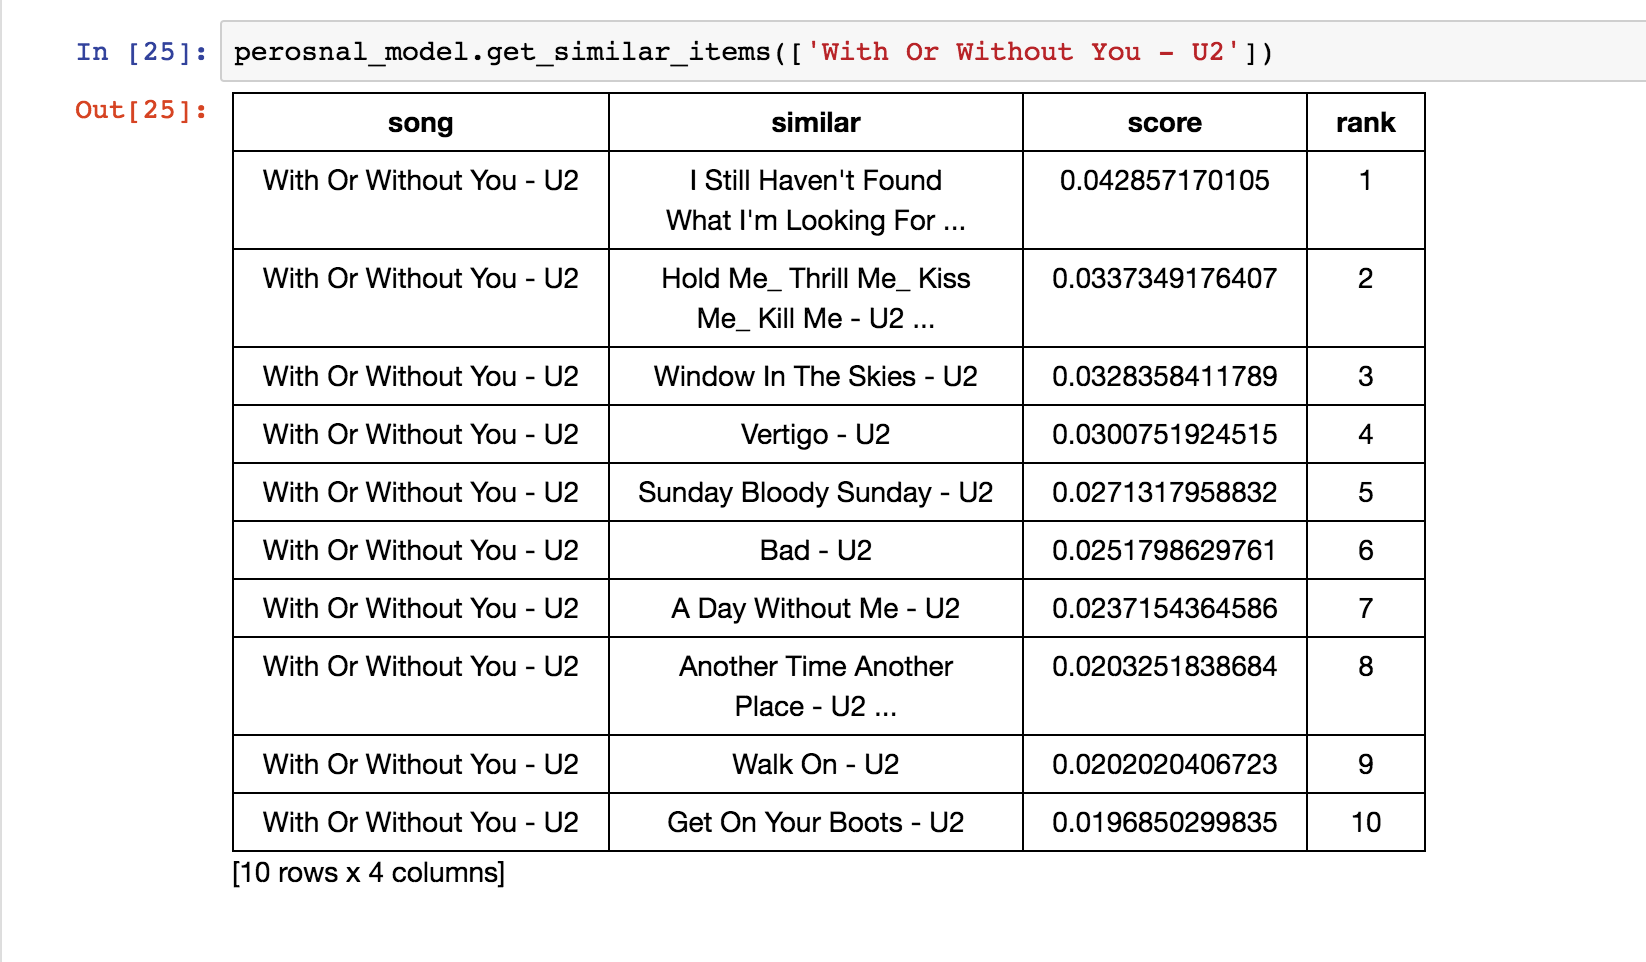 In [25]: perosnal_model.get_similar_items(['With Or Without You - U2'])
Out[25]:
song similar score rank
With Or Without You - U2 I Still Haven't Found 0.042857170105 1
What I'm Looking For ...
With Or Without You - U2 Hold Me_ Thrill Me_ Kiss 0.0337349176407 2
Me_ Kill Me - U2 ...
With Or Without You - U2 Window In The Skies - U2 0.0328358411789 3
With Or Without You - U2 Vertigo - U2 0.0300751924515 4
With Or Without You - U2 Sunday Bloody Sunday - U2 0.0271317958832 5
With Or Without You - U2 Bad - U2 0.0251798629761 6
With Or Without You - U2 A Day Without Me - U2 0.0237154364586 7
With Or Without You - U2 Another Time Another 0.0203251838684 8
Place - U2 ...
With Or Without You - U2 Walk On - U2 0.0202020406723 9
With Or Without You - U2 Get On Your Boots - U2 0.0196850299835 10
[10 rows x 4 columns]